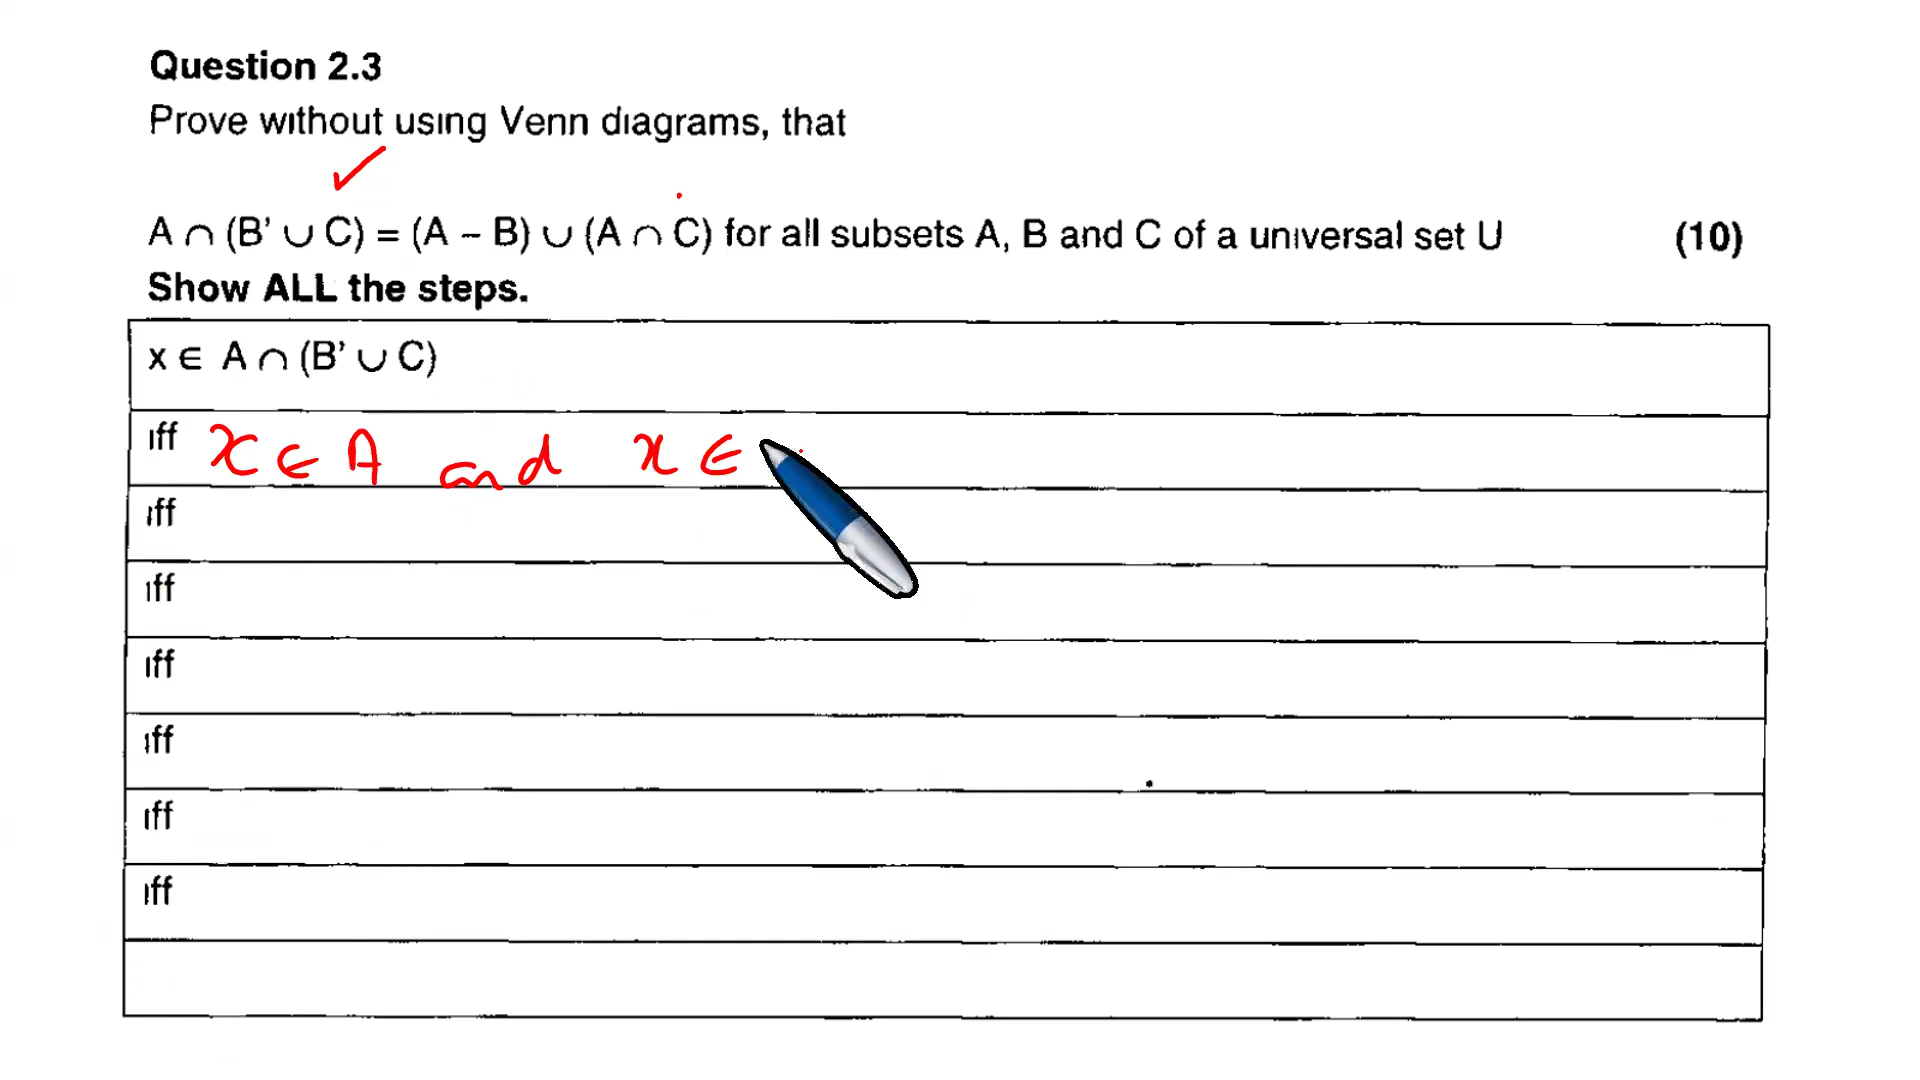 Question 2.3
Prove without using Venn diagrams, that
A ∩ (B' ∪ C) = (A – B) ∪ (A ∩ C) for all subsets A, B and C of a universal set U (10)
Show ALL the steps.
x ∈ A ∩ (B' ∪ C)
iff x ∈ A and x ∈
iff
iff
iff
iff
iff
iff